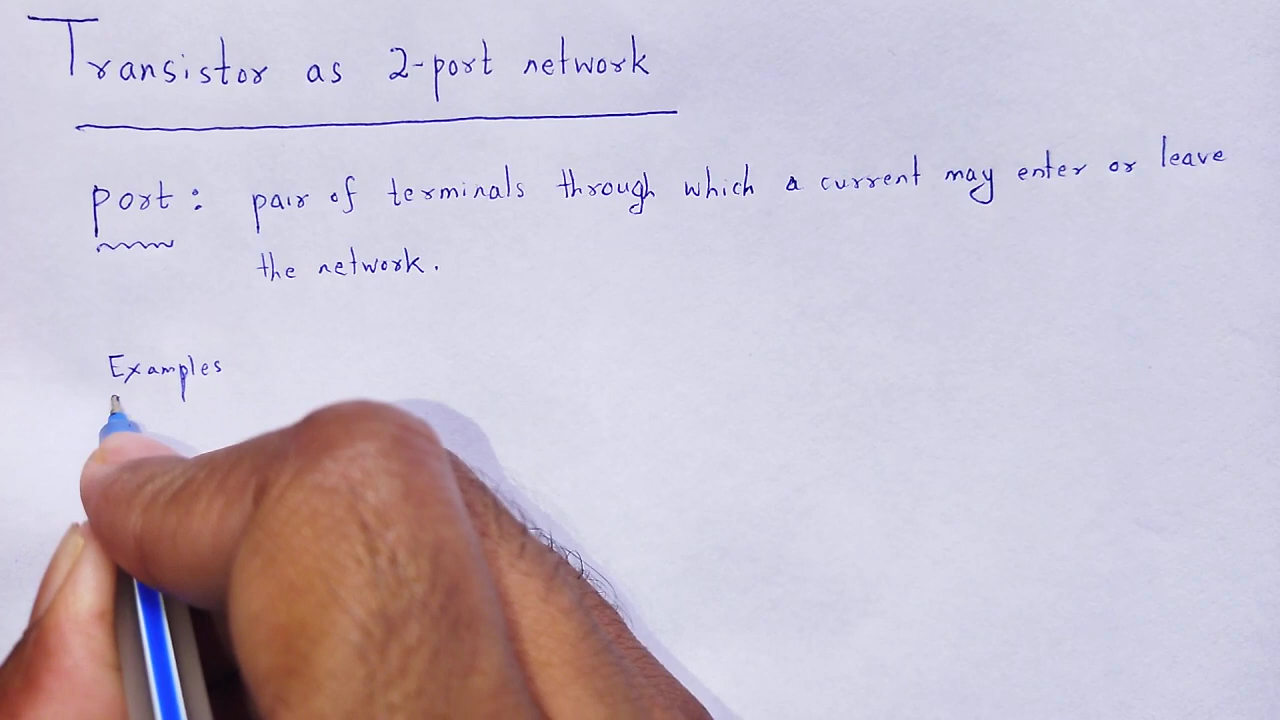 Transistor as 2-port network
port : pair of terminals through which a current may enter or leave
the network.
Examples